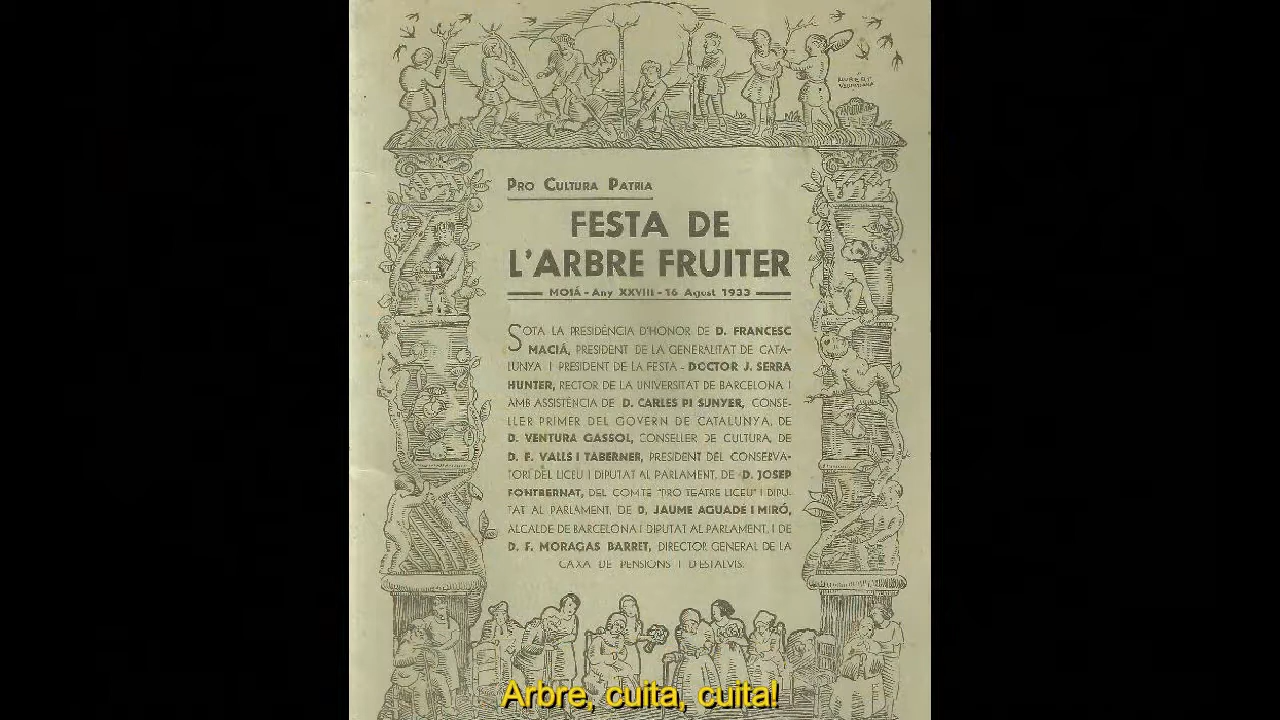 PRO CULTURA PATRIA
FESTA DE
L'ARBRE FRUITER
MOIÁ - Any XXVIII - 16 Agost 1933
SOTA LA PRESIDÈNCIA D'HONOR DE D. FRANCESC
MACIÁ, PRESIDENT DE LA GENERALITAT DE CATA-
LUNYA I PRESIDENT DE LA FESTA - DOCTOR J. SERRA
HUNTER, RECTOR DE LA UNIVERSITAT DE BARCELONA I
AMB ASSISTÈNCIA DE D. CARLES PI SUNYER, CONSE-
LLER PRIMER DEL GOVERN DE CATALUNYA, DE
D. VENTURA GASSOL, CONSELLER DE CULTURA, DE
D. F. VALLS I TABERNER, PRESIDENT DEL CONSERVA-
TORI DEL LICEU I DIPUTAT AL PARLAMENT, DE D. JOSEP
FONTBERNAT, DEL COMTE "PRO TEATRE LICEU" I DIPU-
TAT AL PARLAMENT, DE D. JAUME AGUADE I MIRÓ,
ALCALDE DE BARCELONA I DIPUTAT AL PARLAMENT, I DE
D. F. MORAGAS BARRET, DIRECTOR GENERAL DE LA
CAXA DE PENSIONS I D'ESTALVIS.
Arbre, cuita, cuita!